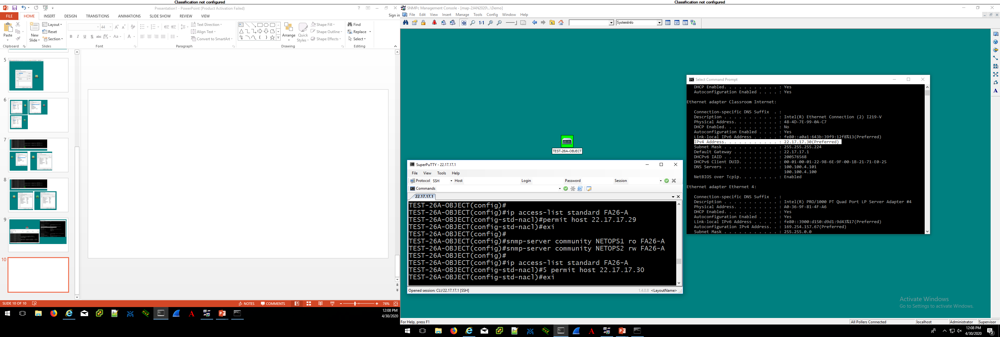 Classification not configured
Classification not configured
Presentation1 - PowerPoint (Product Activation Failed)
FILE HOME INSERT DESIGN TRANSITIONS ANIMATIONS SLIDE SHOW REVIEW VIEW Sign in
Paste
New
Slide
Layout
Reset
Section
44
Text Direction
Align Text
Convert to SmartArt
Arrange
Quick
Styles
Shape Fill
Shape Outline
Shape Effects
Find
Replace
Select
Clipboard Slides Font Paragraph Drawing Editing
5
6
7
8
9
10
SLIDE 10 OF 10
NOTES COMMENTS 76%
12:08 PM
4/30/2020
SNMPc Management Console - [map-2JAN2020\..\Demo]
File Edit View Insert Manage Tools Config Window Help
1:1
SystemInfo
TEST-26A-OBJECT
SuperPuTTY - 22.17.17.1
File View Tools Help
Protocol SSH Host Login Password Session
Commands
22.17.17.1
TEST-26A-OBJECT(config)#
TEST-26A-OBJECT(config)#ip access-list standard FA26-A
TEST-26A-OBJECT(config-std-nacl)#permit host 22.17.17.29
TEST-26A-OBJECT(config-std-nacl)#exi
TEST-26A-OBJECT(config)#
TEST-26A-OBJECT(config)#snmp-server community NETOPS1 ro FA26-A
TEST-26A-OBJECT(config)#snmp-server community NETOPS2 rw FA26-A
TEST-26A-OBJECT(config)#
TEST-26A-OBJECT(config)#ip access-list standard FA26-A
TEST-26A-OBJECT(config-std-nacl)#5 permit host 22.17.17.30
TEST-26A-OBJECT(config-std-nacl)#exi
Opened session: CLI/22.17.17.1 [SSH]
1.4.0.8 <LayoutName>
Select Command Prompt
DHCP Enabled. . . . . . . . . . . : Yes
Autoconfiguration Enabled . . . . : Yes
Ethernet adapter Classroom Internet:
Connection-specific DNS Suffix . :
Description . . . . . . . . . . . : Intel(R) Ethernet Connection (2) I219-V
Physical Address. . . . . . . . . : 48-4D-7E-99-0A-C7
DHCP Enabled. . . . . . . . . . . : No
Autoconfiguration Enabled . . . . : Yes
Link-local IPv6 Address . . . . . : fe80::a0a1:643b:39f9:12f8%13(Preferred)
IPv4 Address. . . . . . . . . . . : 22.17.17.30(Preferred)
Subnet Mask . . . . . . . . . . . : 255.255.255.224
Default Gateway . . . . . . . . . : 22.17.17.1
DHCPv6 IAID . . . . . . . . . . . : 200576568
DHCPv6 Client DUID. . . . . . . . : 00-01-00-01-22-98-6E-9F-00-1B-21-71-E0-25
DNS Servers . . . . . . . . . . . : 100.100.4.101
100.100.4.100
NetBIOS over Tcpip. . . . . . . . : Enabled
Ethernet adapter Ethernet 4:
Connection-specific DNS Suffix . :
Description . . . . . . . . . . . : Intel(R) PRO/1000 PT Quad Port LP Server Adapter #4
Physical Address. . . . . . . . . : A0-36-9F-81-4F-A6
DHCP Enabled. . . . . . . . . . . : Yes
Autoconfiguration Enabled . . . . : Yes
Link-local IPv6 Address . . . . . : fe80::3900:d150:d9d1:9d43%17(Preferred)
Autoconfiguration IPv4 Address. . : 169.254.157.67(Preferred)
Subnet Mask . . . . . . . . . . . : 255.255.0.0
Activate Windows
Go to Settings to activate Windows.
For Help, press F1
All Pollers Connected localhost Administrator Supervisor
12:08 PM
4/30/2020
2